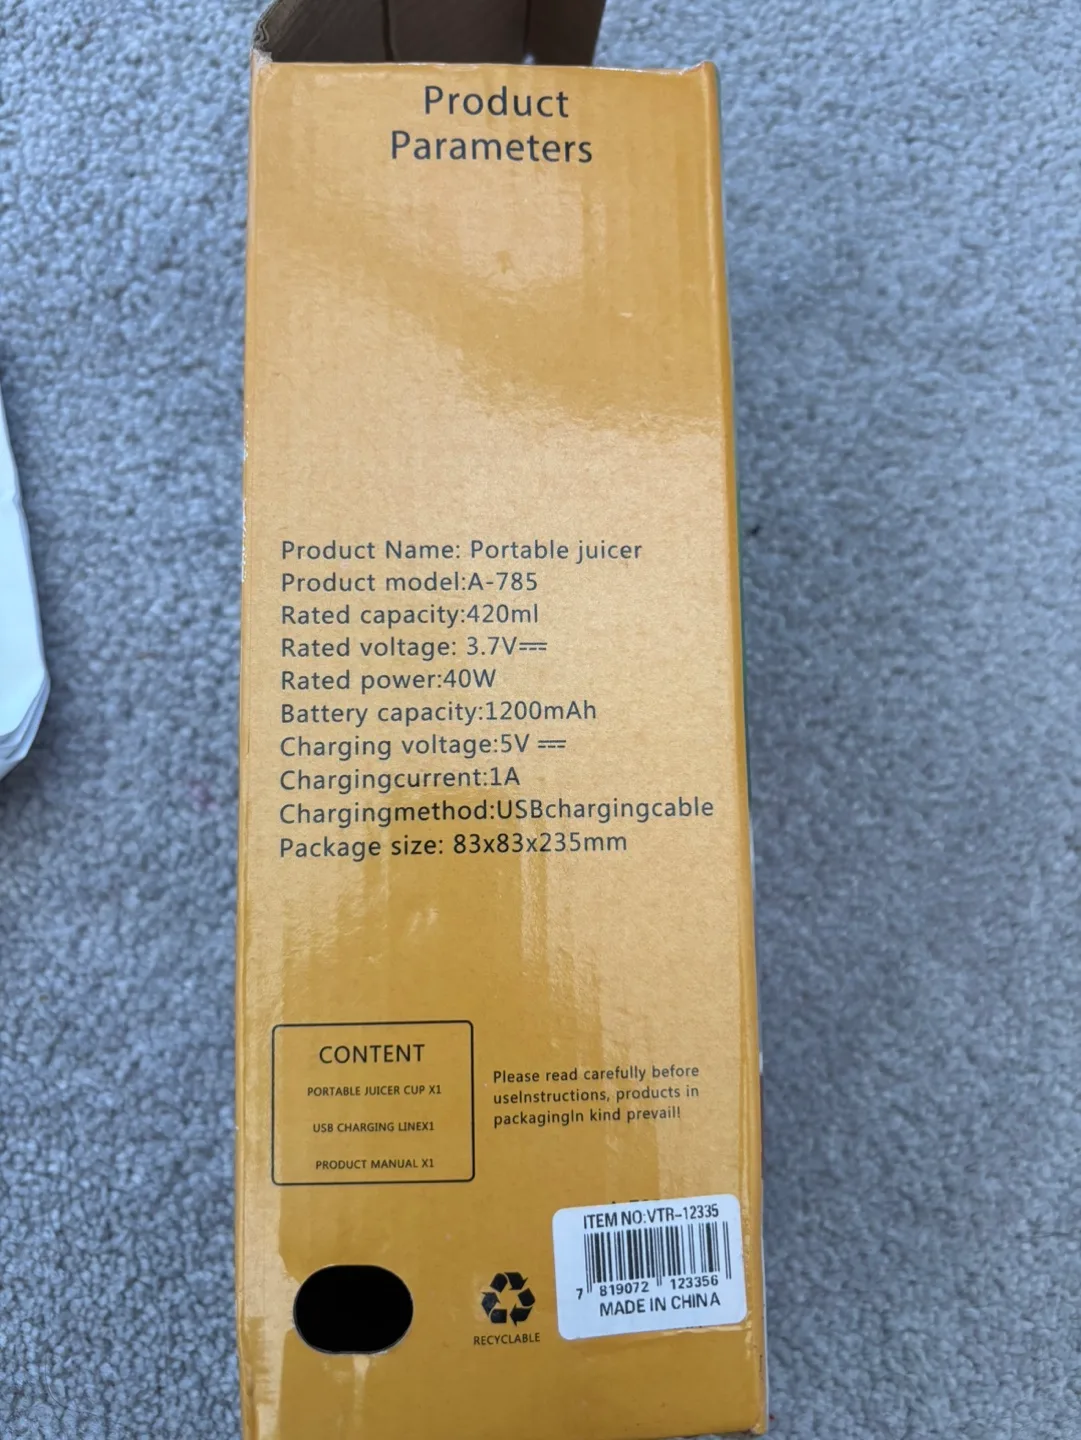 Product
Parameters
Product Name: Portable juicer
Product model:A-785
Rated capacity:420ml
Rated voltage: 3.7V⎓
Rated power:40W
Battery capacity:1200mAh
Charging voltage:5V ⎓
Chargingcurrent:1A
Chargingmethod:USBchargingcable
Package size: 83x83x235mm
CONTENT
PORTABLE JUICER CUP X1
USB CHARGING LINEX1
PRODUCT MANUAL X1
Please read carefully before
useInstructions, products in
packagingIn kind prevail!
RECYCLABLE
ITEM NO:VTR-12335
7 819072 123356
MADE IN CHINA